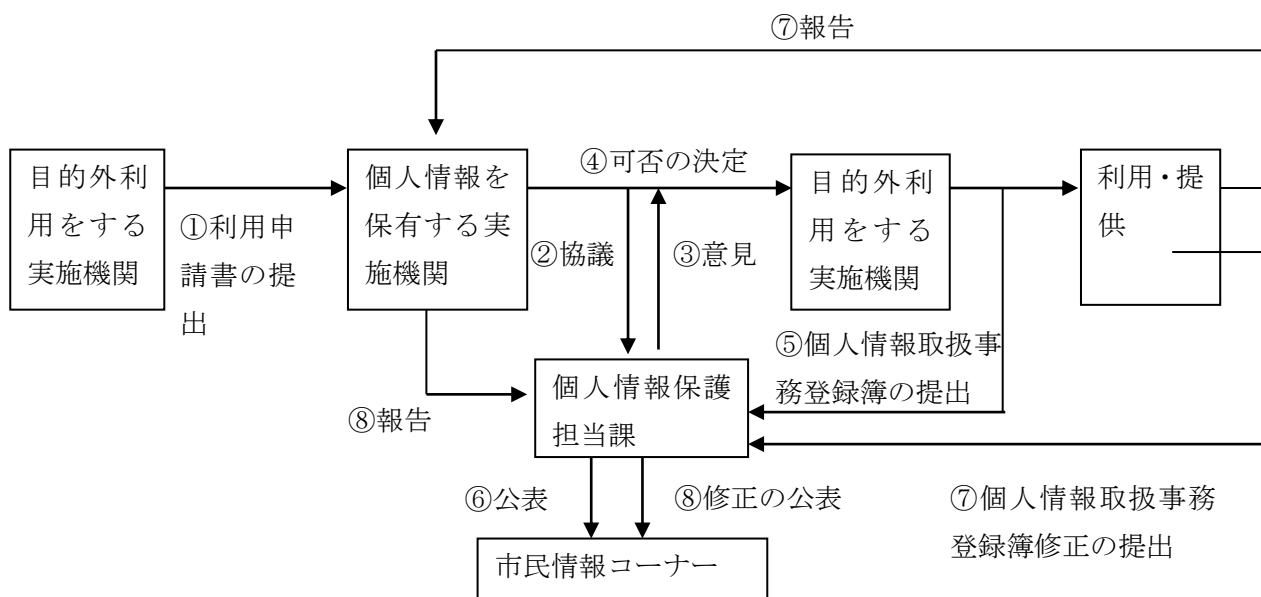 ⑦報告
目的外利
用をする
実施機関
①利用申
請書の提
出
個人情報を
保有する実
施機関
④可否の決定
②協議
③意見
目的外利
用をする
実施機関
利用・提
供
⑤個人情報取扱事
務登録簿の提出
個人情報保護
担当課
⑧報告
⑥公表
⑧修正の公表
⑦個人情報取扱事務
登録簿修正の提出
市民情報コーナー